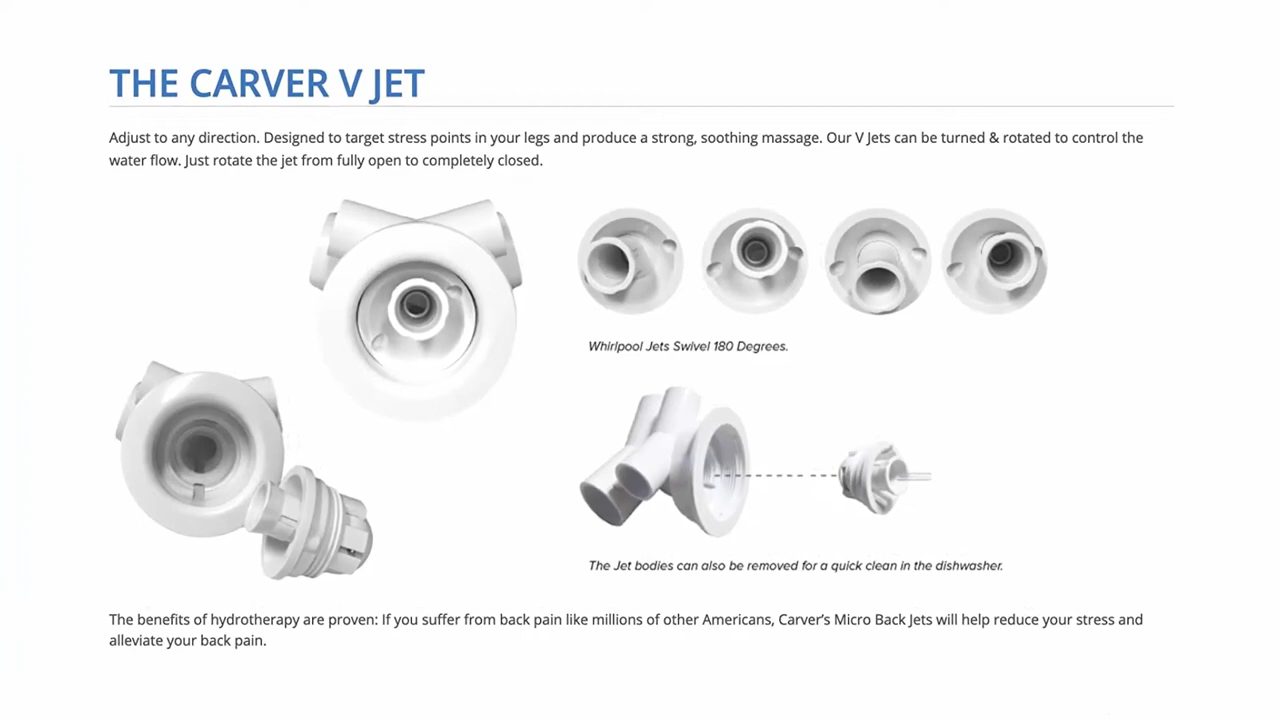 THE CARVER V JET
Adjust to any direction. Designed to target stress points in your legs and produce a strong, soothing massage. Our V Jets can be turned & rotated to control the
water flow. Just rotate the jet from fully open to completely closed.
Whirlpool Jets Swivel 180 Degrees.
The Jet bodies can also be removed for a quick clean in the dishwasher.
The benefits of hydrotherapy are proven: If you suffer from back pain like millions of other Americans, Carver’s Micro Back Jets will help reduce your stress and
alleviate your back pain.